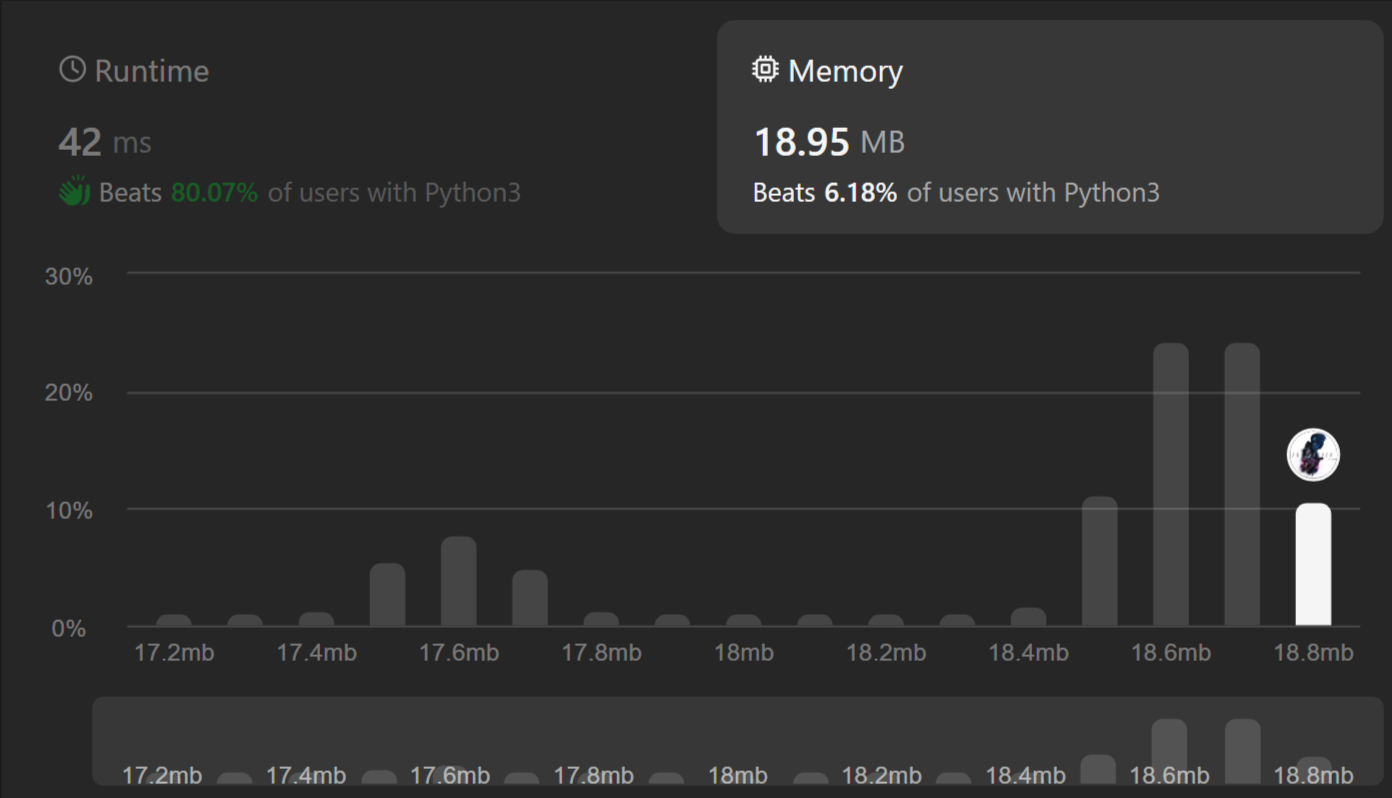 Runtime
42 ms
Beats 80.07% of users with Python3
Memory
18.95 MB
Beats 6.18% of users with Python3
30%
20%
10%
0%
17.2mb 17.4mb 17.6mb 17.8mb 18mb 18.2mb 18.4mb 18.6mb 18.8mb
17.2mb 17.4mb 17.6mb 17.8mb 18mb 18.2mb 18.4mb 18.6mb 18.8mb